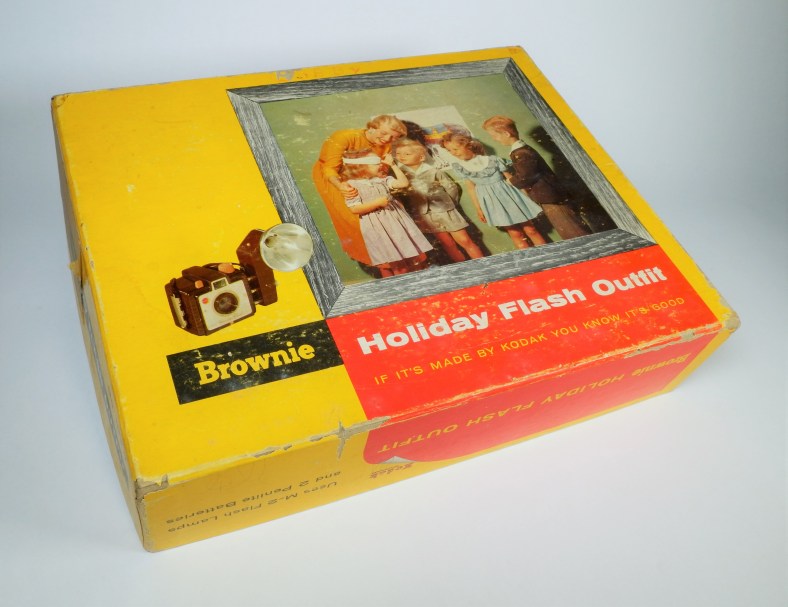 Brownie
Holiday Flash Outfit
IF IT'S MADE BY KODAK YOU KNOW IT'S GOOD
Brownie HOLIDAY FLASH OUTFIT
Kodak
Uses M-2 Flash Lamps
and 2 Penlite Batteries